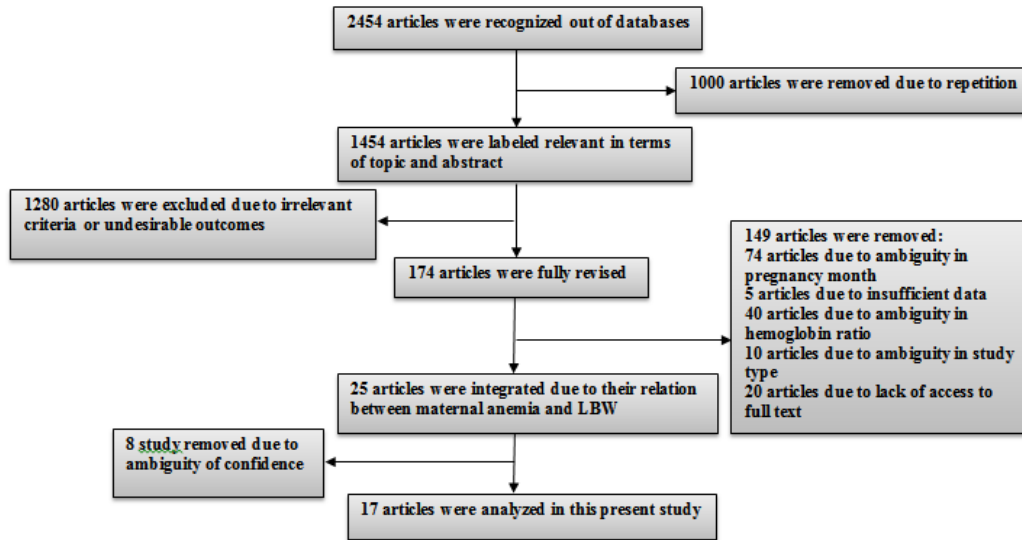 2454 articles were recognized out of databases
1000 articles were removed due to repetition
1454 articles were labeled relevant in terms
of topic and abstract
1280 articles were excluded due to irrelevant
criteria or undesirable outcomes
174 articles were fully revised
149 articles were removed:
74 articles due to ambiguity in
pregnancy month
5 articles due to insufficient data
40 articles due to ambiguity in
hemoglobin ratio
10 articles due to ambiguity in study
type
20 articles due to lack of access to
full text
25 articles were integrated due to their relation
between maternal anemia and LBW
8 study removed due to
ambiguity of confidence
17 articles were analyzed in this present study